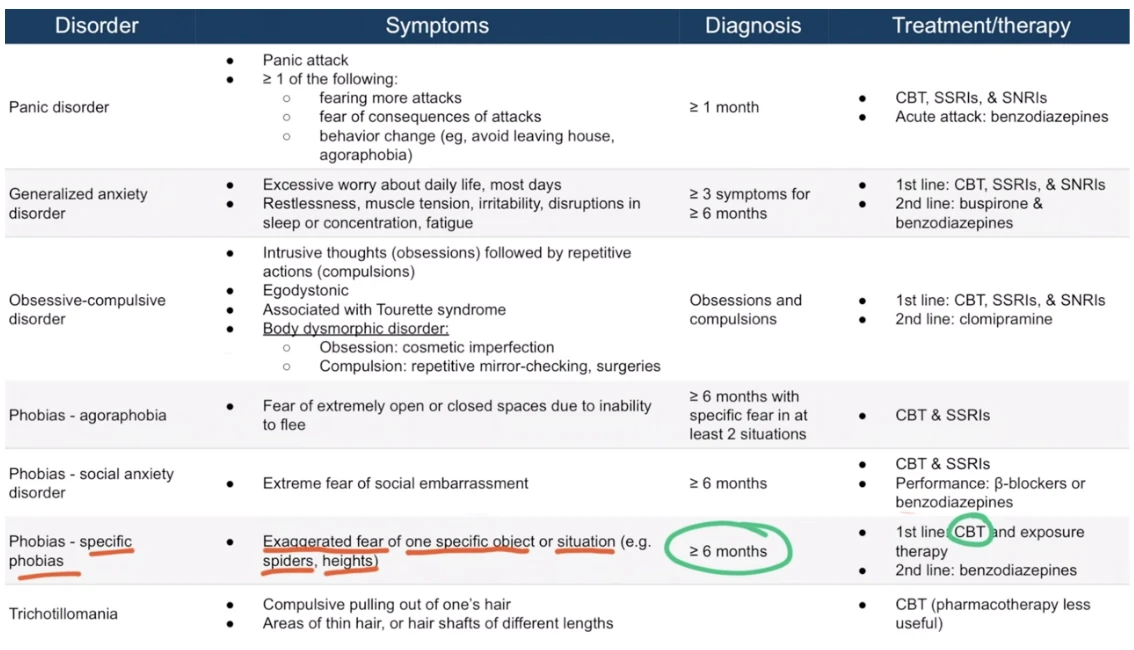 Disorder Symptoms Diagnosis Treatment/therapy
Panic disorder
● Panic attack
● ≥ 1 of the following:
○ fearing more attacks
○ fear of consequences of attacks
○ behavior change (eg, avoid leaving house,
agoraphobia)
≥ 1 month
● CBT, SSRIs, & SNRIs
● Acute attack: benzodiazepines
Generalized anxiety
disorder
● Excessive worry about daily life, most days
● Restlessness, muscle tension, irritability, disruptions in
sleep or concentration, fatigue
≥ 3 symptoms for
≥ 6 months
● 1st line: CBT, SSRIs, & SNRIs
● 2nd line: buspirone &
benzodiazepines
Obsessive-compulsive
disorder
● Intrusive thoughts (obsessions) followed by repetitive
actions (compulsions)
● Egodystonic
● Associated with Tourette syndrome
● Body dysmorphic disorder:
○ Obsession: cosmetic imperfection
○ Compulsion: repetitive mirror-checking, surgeries
Obsessions and
compulsions
● 1st line: CBT, SSRIs, & SNRIs
● 2nd line: clomipramine
Phobias - agoraphobia
● Fear of extremely open or closed spaces due to inability
to flee
≥ 6 months with
specific fear in at
least 2 situations
● CBT & SSRIs
Phobias - social anxiety
disorder
● Extreme fear of social embarrassment
≥ 6 months
● CBT & SSRIs
● Performance: β-blockers or
benzodiazepines
Phobias - specific
phobias
● Exaggerated fear of one specific object or situation (e.g.
spiders, heights)
≥ 6 months
● 1st line: CBT and exposure
therapy
● 2nd line: benzodiazepines
Trichotillomania
● Compulsive pulling out of one's hair
● Areas of thin hair, or hair shafts of different lengths
● CBT (pharmacotherapy less
useful)